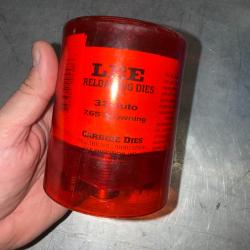 LEE
RELOADING DIES
32 Auto
7.65 Browning
CARBIDE DIES